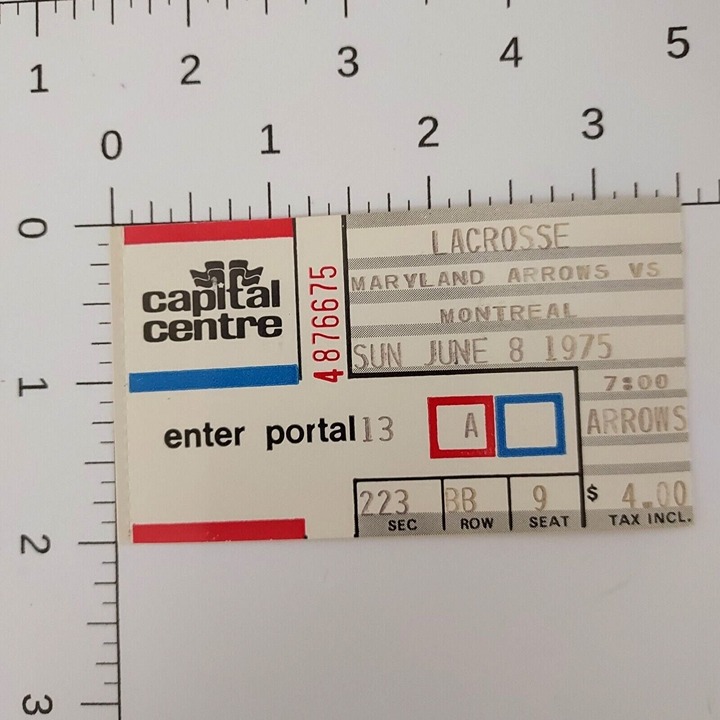 1 2 3 4 5
0 1 2 3
0
1
2
3
capital
centre
4876675
LACROSSE
MARYLAND ARROWS VS
MONTREAL
SUN JUNE 8 1975
7:00
enter portal 13
A
ARROWS
223 BB 9 $ 4.00
SEC ROW SEAT TAX INCL.